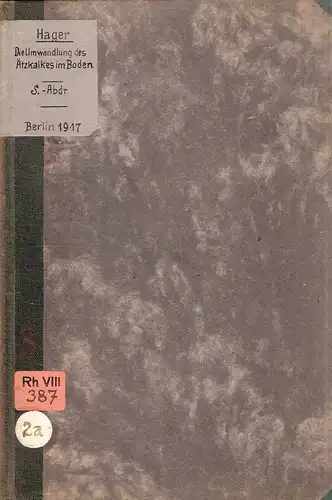 Hager
Die Umwandlung des
Ätzkalkes im Boden
S.-Abdr.
Berlin 1917
Rh VIII
387
2a